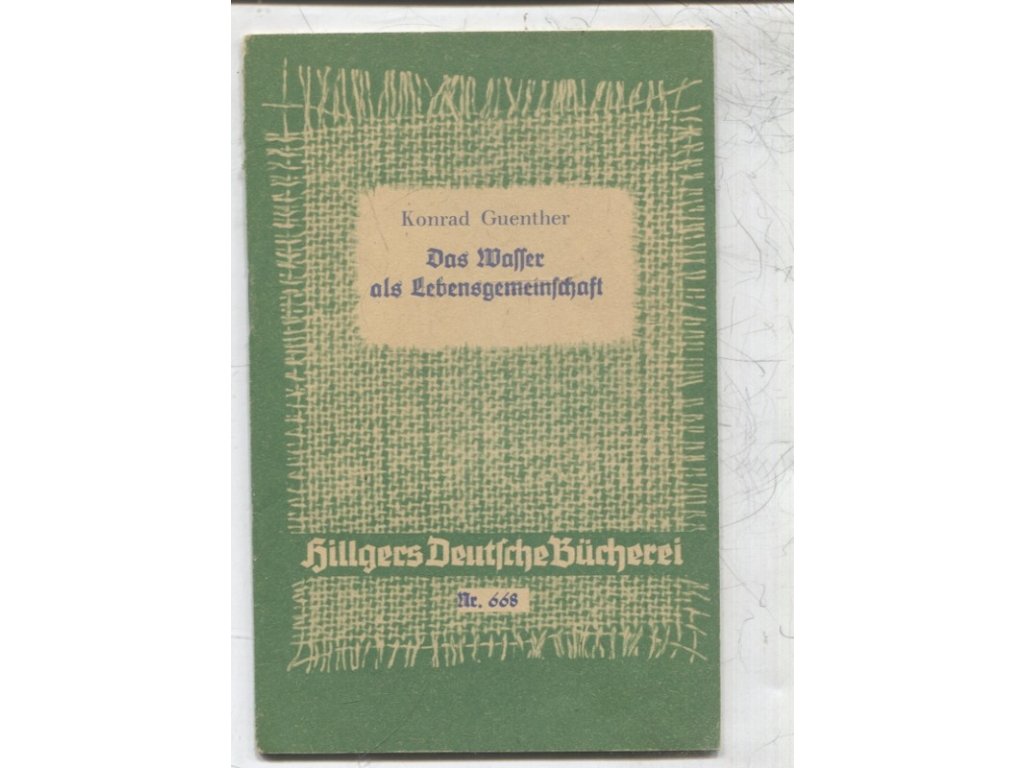 Konrad Guenther
Das Wasser
als Lebensgemeinschaft
Hillgers Deutsche Bücherei
Nr. 668